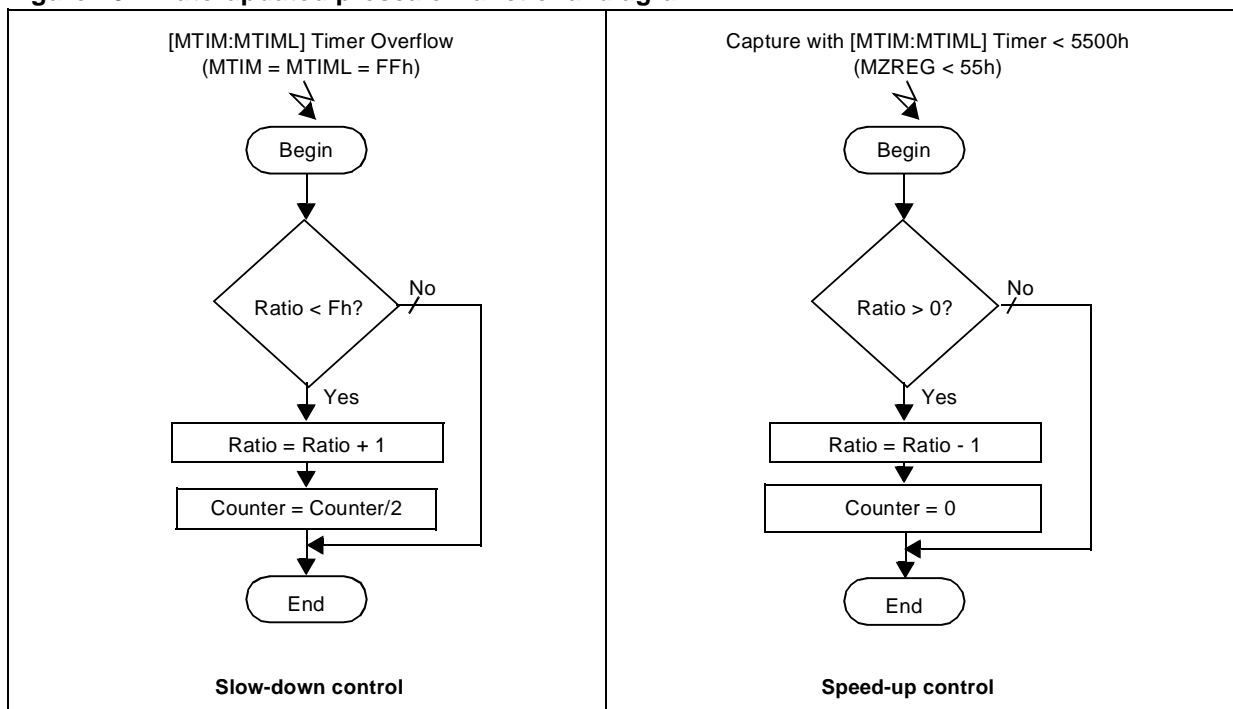 [MTIM:MTIML] Timer Overflow
(MTIM = MTIML = FFh)
Begin
Ratio < Fh?
No
Yes
Ratio = Ratio + 1
Counter = Counter/2
End
Slow-down control
Capture with [MTIM:MTIML] Timer < 5500h
(MZREG < 55h)
Begin
Ratio > 0?
No
Yes
Ratio = Ratio - 1
Counter = 0
End
Speed-up control